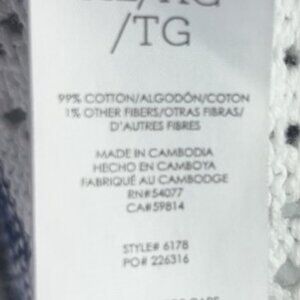 /TG
99% COTTON/ALGODÓN/COTON
1% OTHER FIBERS/OTRAS FIBRAS/
D'AUTRES FIBRES
MADE IN CAMBODIA
HECHO EN CAMBOYA
FABRIQUÉ AU CAMBODGE
RN#54077
CA#59814
STYLE# 6178
PO# 226316